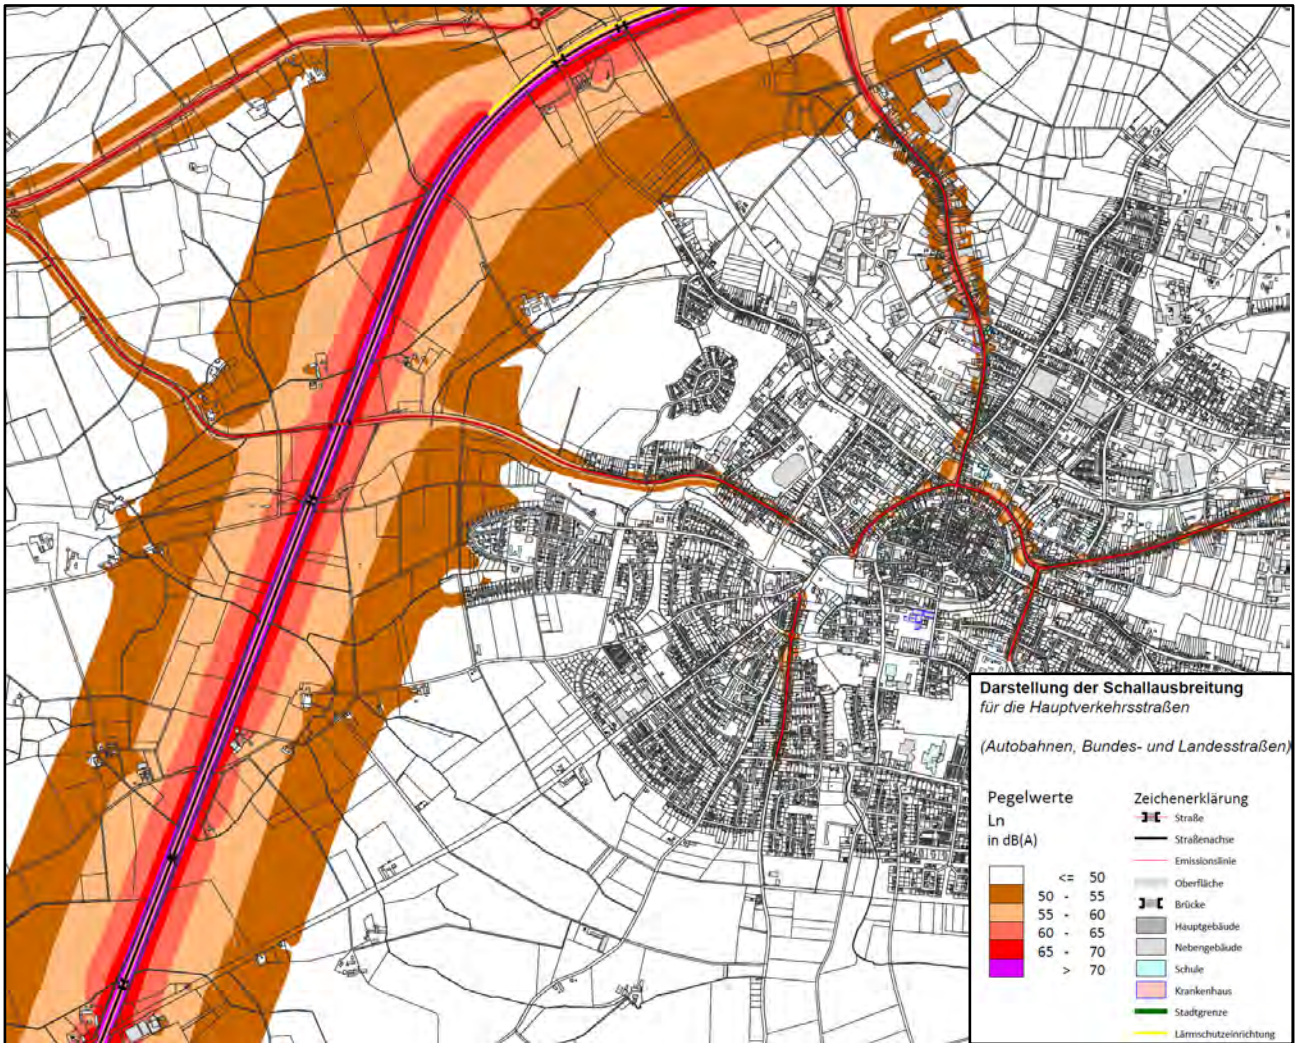 Darstellung der Schallausbreitung
für die Hauptverkehrsstraßen
(Autobahnen, Bundes- und Landesstraßen)
Pegelwerte
Ln
in dB(A)
<= 50
50 - 55
55 - 60
60 - 65
65 - 70
> 70
Zeichenerklärung
Straße
Straßenachse
Emissionslinie
Oberfläche
Brücke
Hauptgebäude
Nebengebäude
Schule
Krankenhaus
Stadtgrenze
Lärmschutzeinrichtung